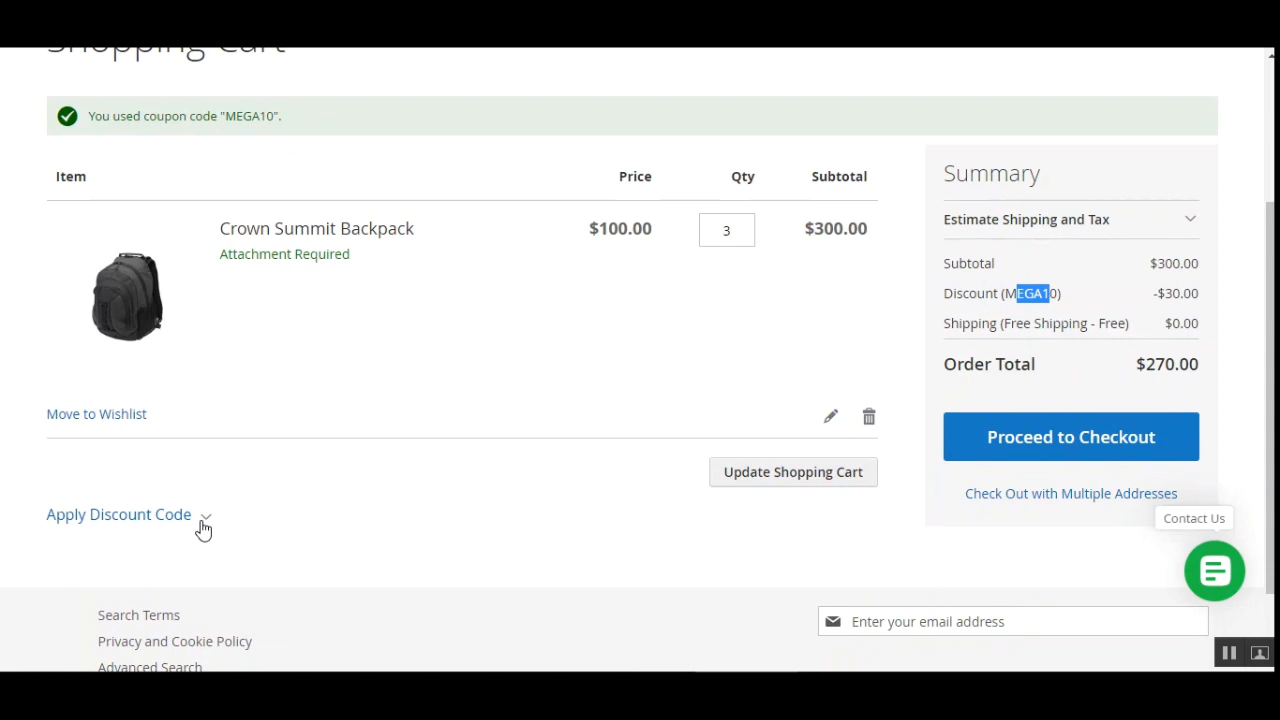 Shopping Cart
You used coupon code "MEGA10".
Item Price Qty Subtotal
Crown Summit Backpack $100.00 3 $300.00
Attachment Required
Move to Wishlist
Update Shopping Cart
Apply Discount Code
Summary
Estimate Shipping and Tax
Subtotal $300.00
Discount (MEGA10) -$30.00
Shipping (Free Shipping - Free) $0.00
Order Total $270.00
Proceed to Checkout
Check Out with Multiple Addresses
Contact Us
Search Terms
Privacy and Cookie Policy
Advanced Search
Enter your email address